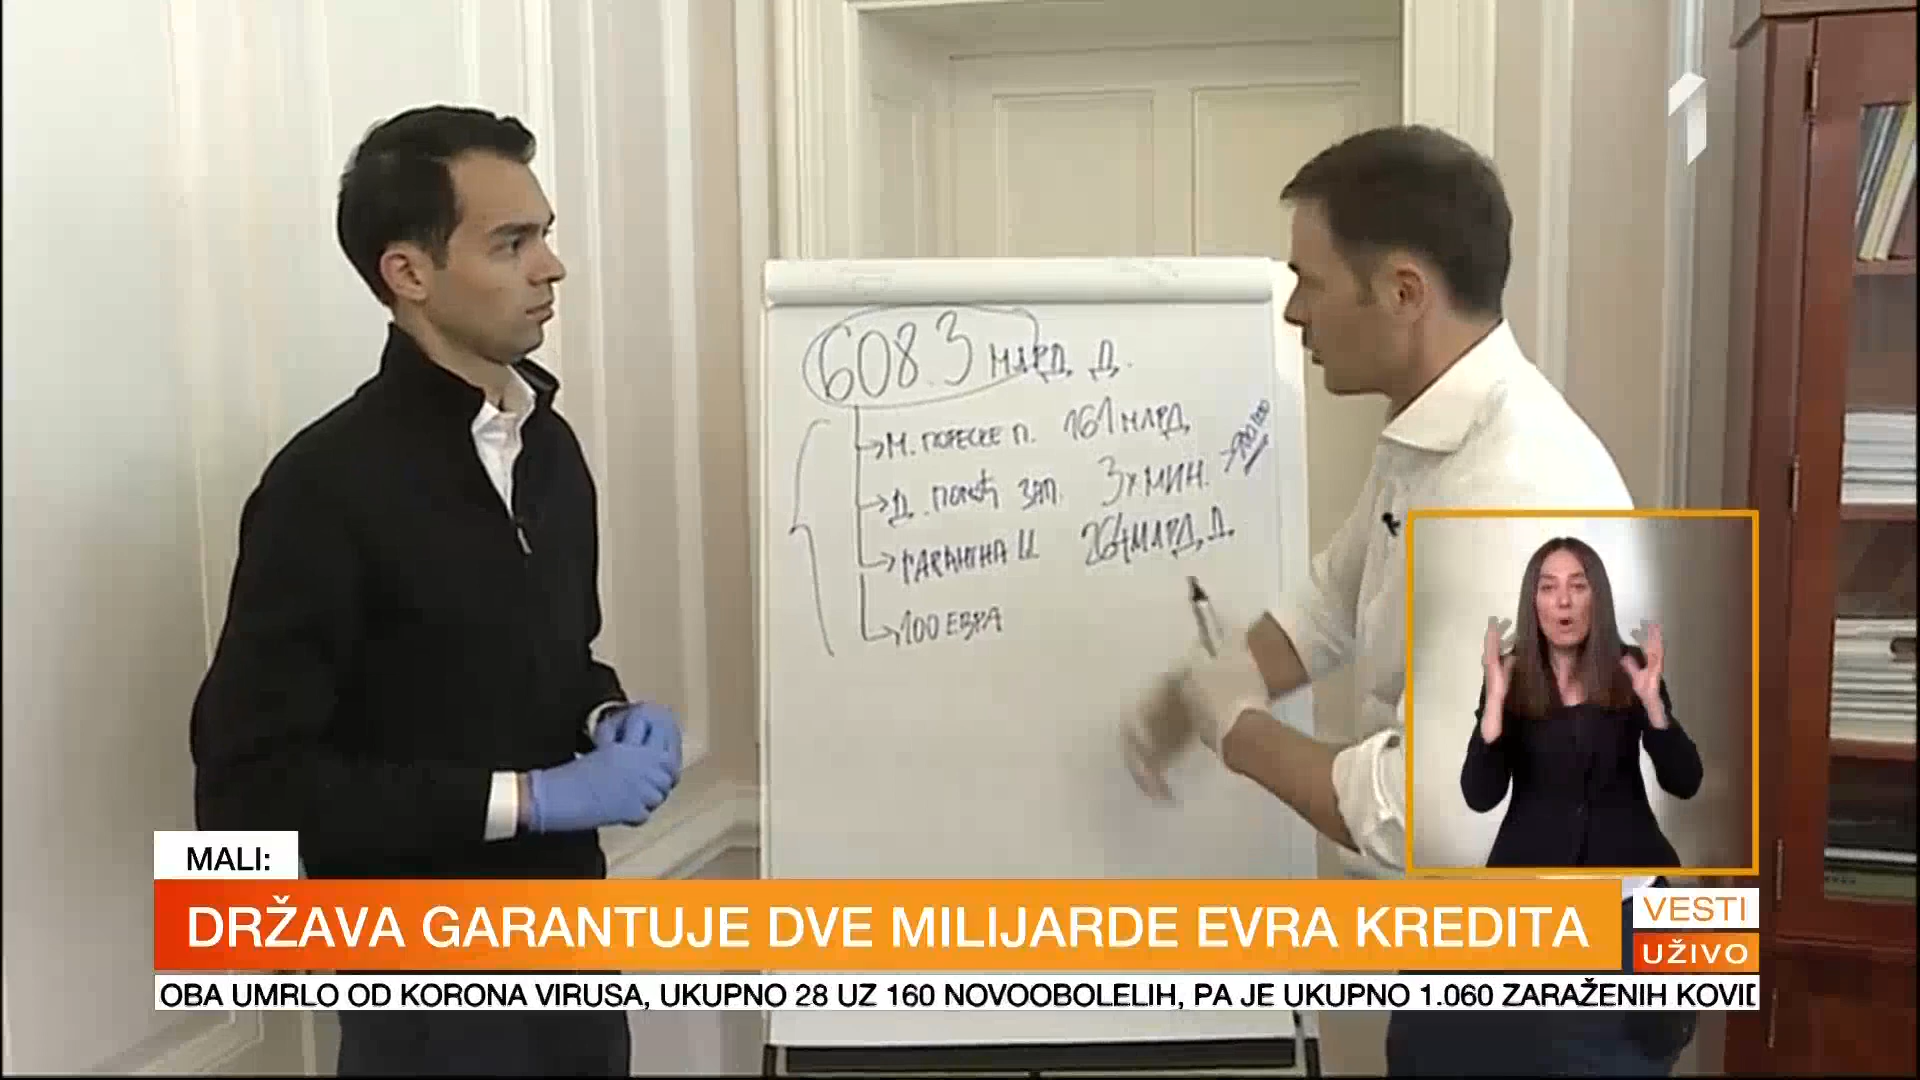 1
608.3 МЛРД. Д.
М. ПОРЕСКЕ П. 161 МЛРД.
Д. ПОМОЋ ЗАП. 3х МИН.
ГАРАНТНА 264 МЛРД. Д.
100 ЕВРА
MALI:
DRŽAVA GARANTUJE DVE MILIJARDE EVRA KREDITA
VESTI
UŽIVO
OBA UMRLO OD KORONA VIRUSA, UKUPNO 28 UZ 160 NOVOOBOLELIH, PA JE UKUPNO 1.060 ZARAŽENIH